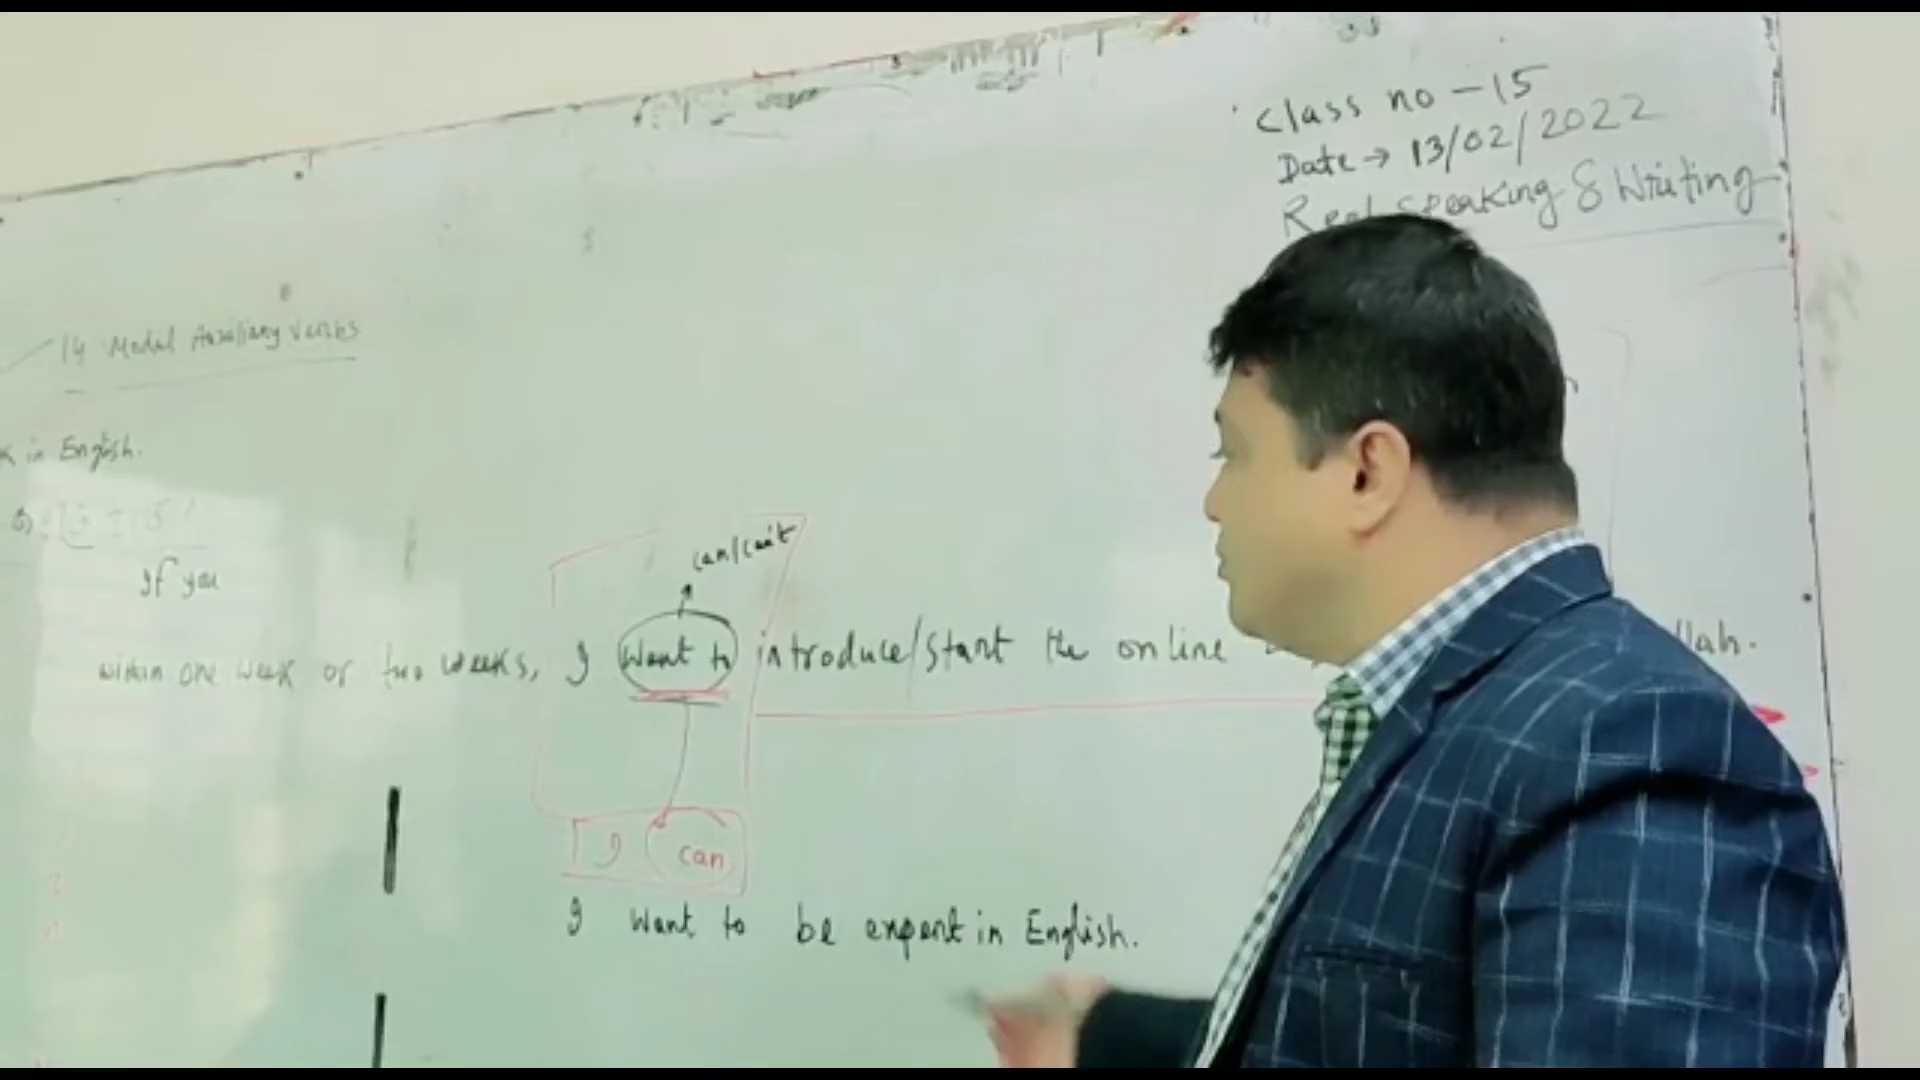 Class no - 15
Date → 13/02/2022
Real Speaking & Writing
14 Modal Auxiliary Verbs
in English.
If you
can/can't
within one week or two weeks, I want to introduce/start the online llah.
I can
I want to be expert in English.